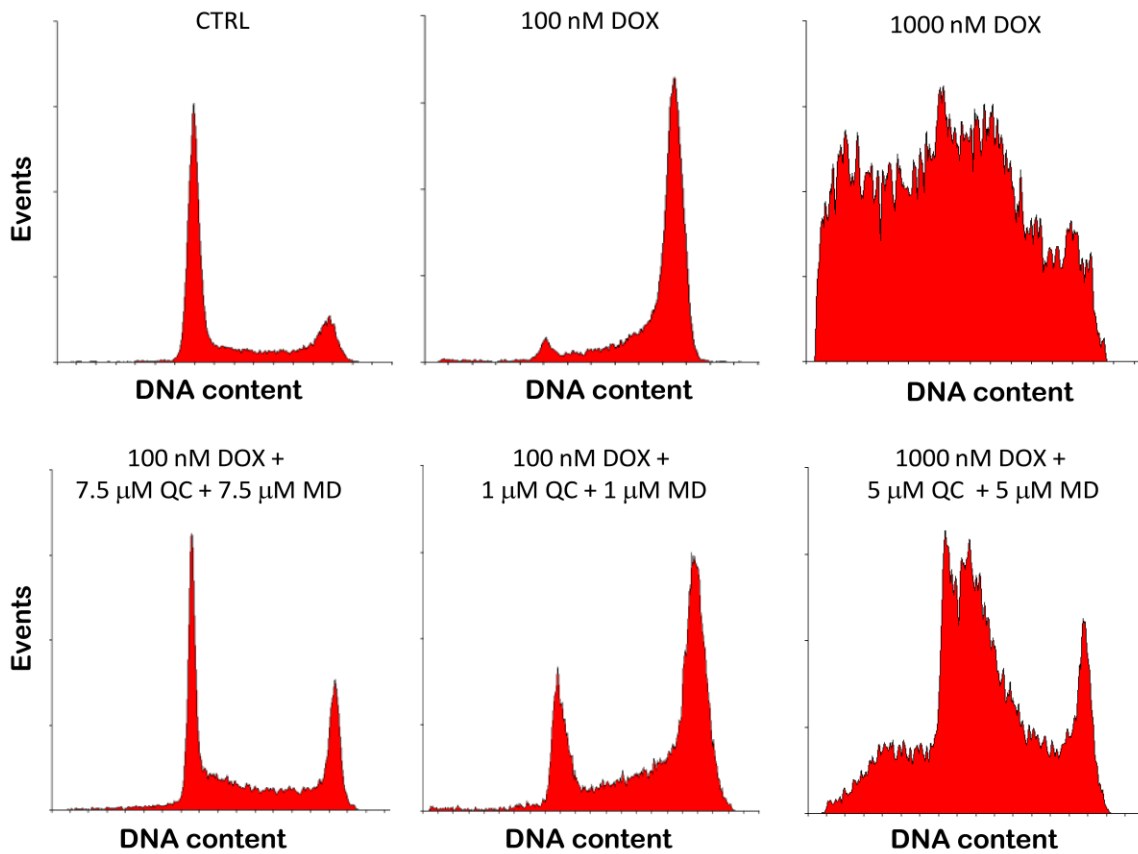 CTRL
100 nM DOX
1000 nM DOX
Events
DNA content
DNA content
DNA content
100 nM DOX +
7.5 μM QC + 7.5 μM MD
100 nM DOX +
1 μM QC + 1 μM MD
1000 nM DOX +
5 μM QC + 5 μM MD
Events
DNA content
DNA content
DNA content